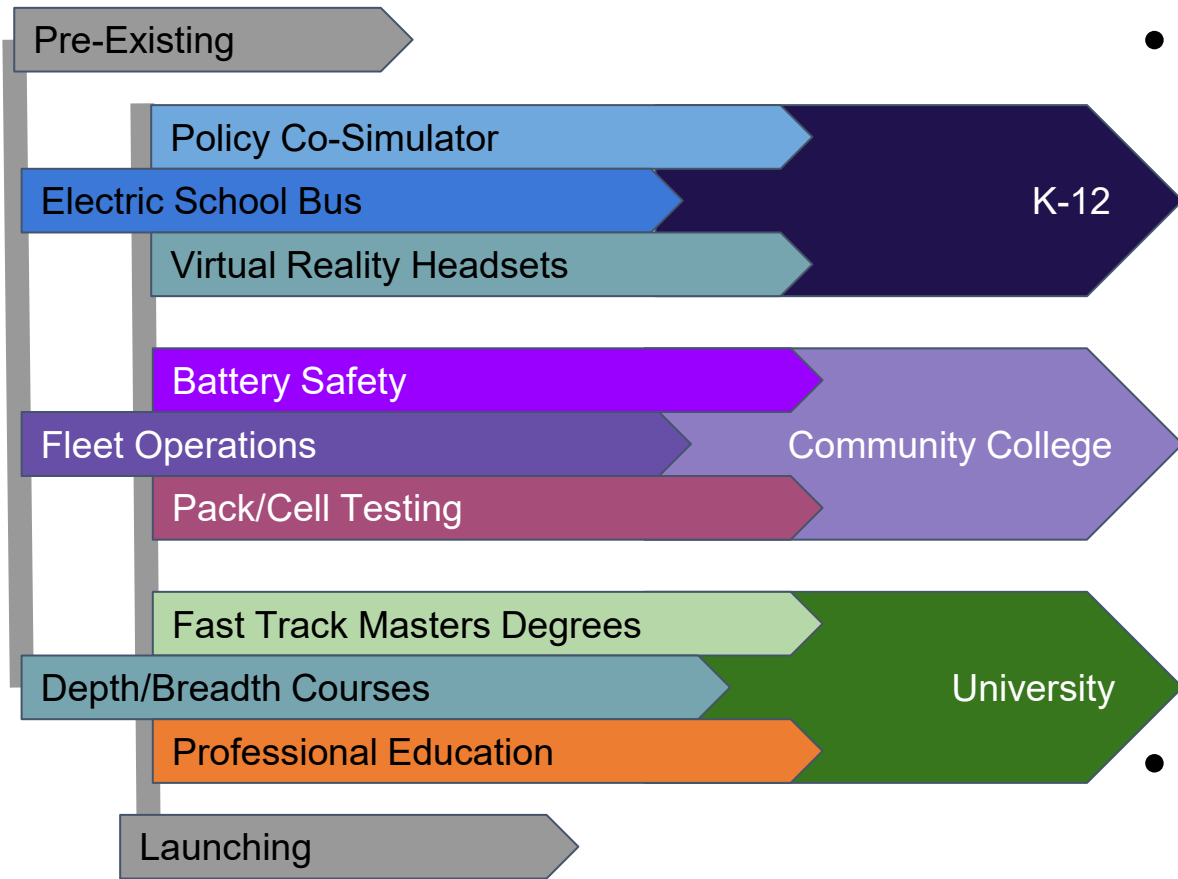 Pre-Existing
Policy Co-Simulator
Electric School Bus
K-12
Virtual Reality Headsets
Battery Safety
Fleet Operations
Community College
Pack/Cell Testing
Fast Track Masters Degrees
Depth/Breadth Courses
University
Professional Education
Launching